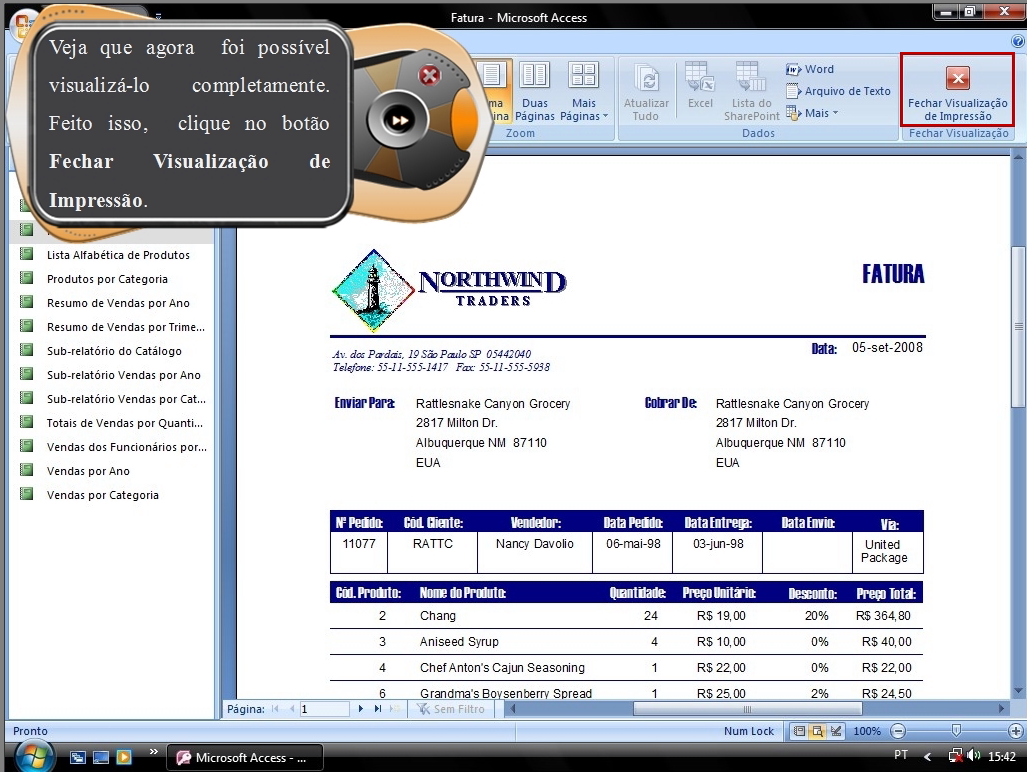 Fatura - Microsoft Access
Veja que agora foi possível
visualizá-lo completamente.
Feito isso, clique no botão
Fechar Visualização de
Impressão.
Duas
Páginas
Mais
Páginas
Zoom
Atualizar
Tudo
Excel
Lista do
SharePoint
Word
Arquivo de Texto
Mais
Dados
Fechar Visualização
de Impressão
Fechar Visualização
Lista Alfabética de Produtos
Produtos por Categoria
Resumo de Vendas por Ano
Resumo de Vendas por Trime...
Sub-relatório do Catálogo
Sub-relatório Vendas por Ano
Sub-relatório Vendas por Cat...
Totais de Vendas por Quanti...
Vendas dos Funcionários por...
Vendas por Ano
Vendas por Categoria
NORTHWIND
TRADERS
FATURA
Av. dos Pardais, 19 São Paulo SP 05442040
Telefone: 55-11-555-1417 Fax: 55-11-555-5938
Data: 05-set-2008
Enviar Para: Rattlesnake Canyon Grocery
2817 Milton Dr.
Albuquerque NM 87110
EUA
Cobrar De: Rattlesnake Canyon Grocery
2817 Milton Dr.
Albuquerque NM 87110
EUA
Nº Pedido: Cód. Cliente: Vendedor: Data Pedido: Data Entrega: Data Envio: Via:
11077 RATTC Nancy Davolio 06-mai-98 03-jun-98 United
Package
Cód. Produto: Nome do Produto: Quantidade: Preço Unitário: Desconto: Preço Total:
2 Chang 24 R$ 19,00 20% R$ 364,80
3 Aniseed Syrup 4 R$ 10,00 0% R$ 40,00
4 Chef Anton's Cajun Seasoning 1 R$ 22,00 0% R$ 22,00
6 Grandma's Boysenberry Spread 1 R$ 25,00 2% R$ 24,50
Página: 1 Sem Filtro
Pronto
Num Lock
100%
Microsoft Access - ...
PT
15:42